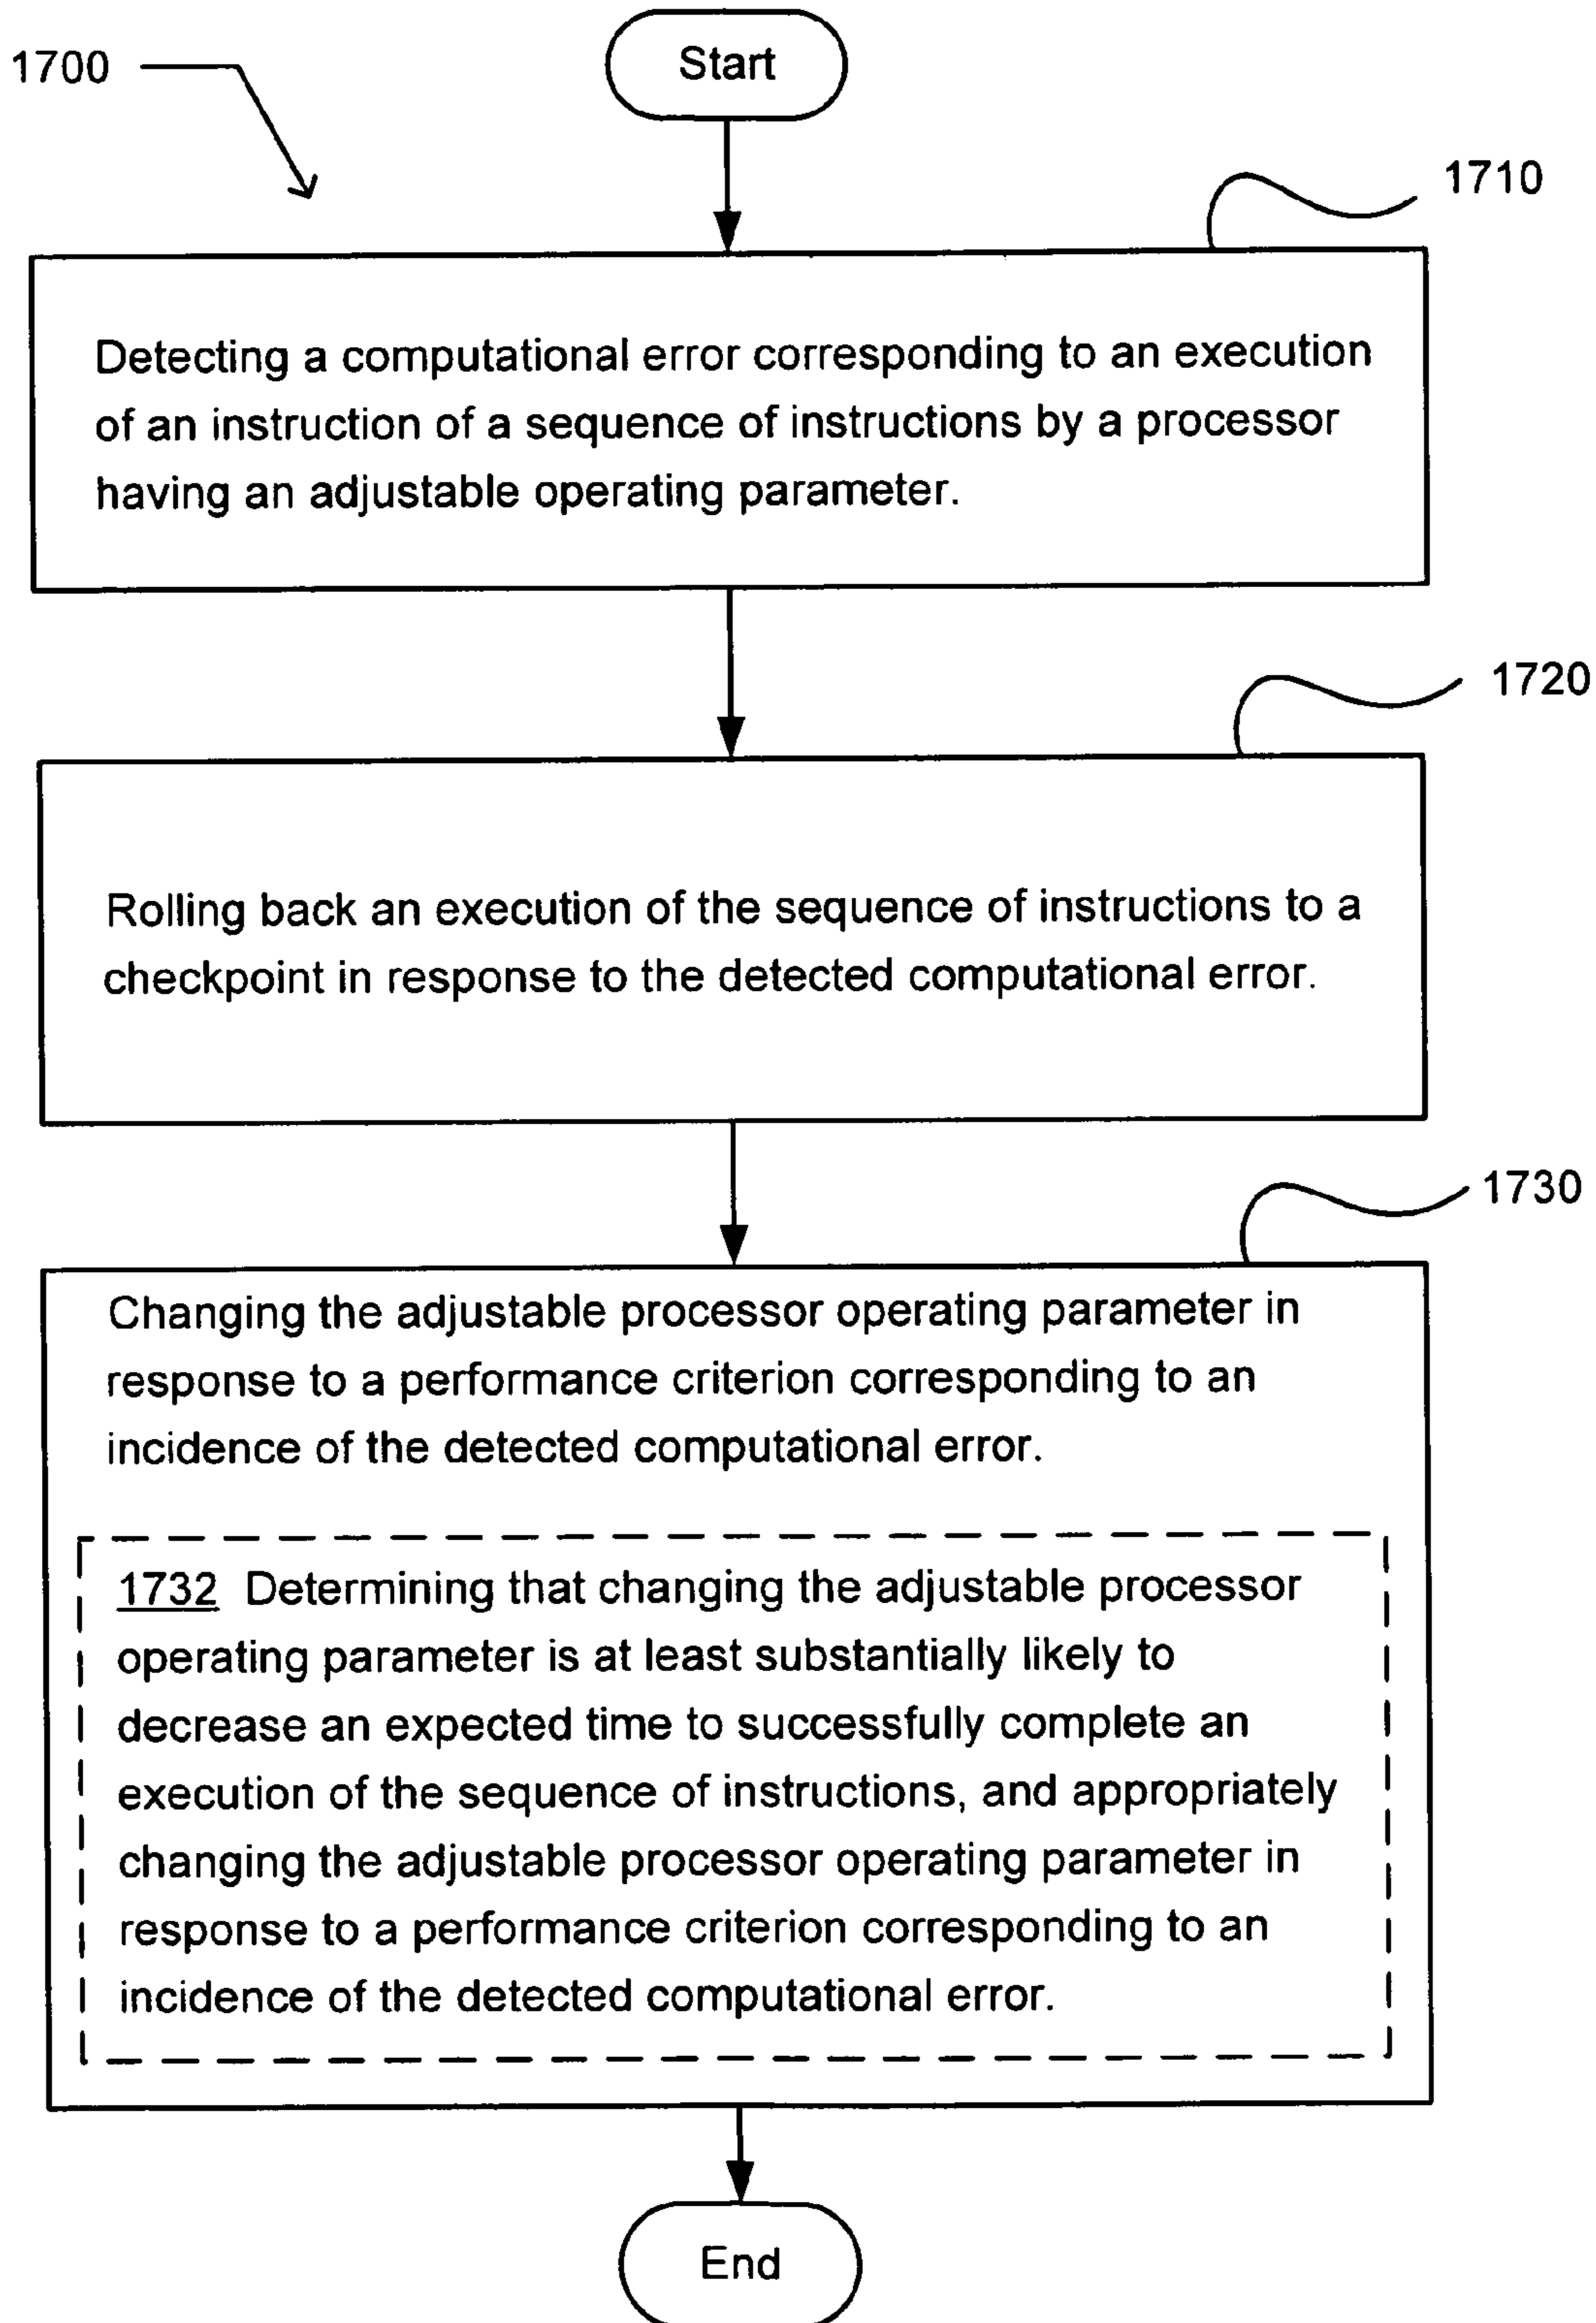 1700
Start
1710
Detecting a computational error corresponding to an execution
of an instruction of a sequence of instructions by a processor
having an adjustable operating parameter.
1720
Rolling back an execution of the sequence of instructions to a
checkpoint in response to the detected computational error.
1730
Changing the adjustable processor operating parameter in
response to a performance criterion corresponding to an
incidence of the detected computational error.
1732 Determining that changing the adjustable processor
operating parameter is at least substantially likely to
decrease an expected time to successfully complete an
execution of the sequence of instructions, and appropriately
changing the adjustable processor operating parameter in
response to a performance criterion corresponding to an
incidence of the detected computational error.
End